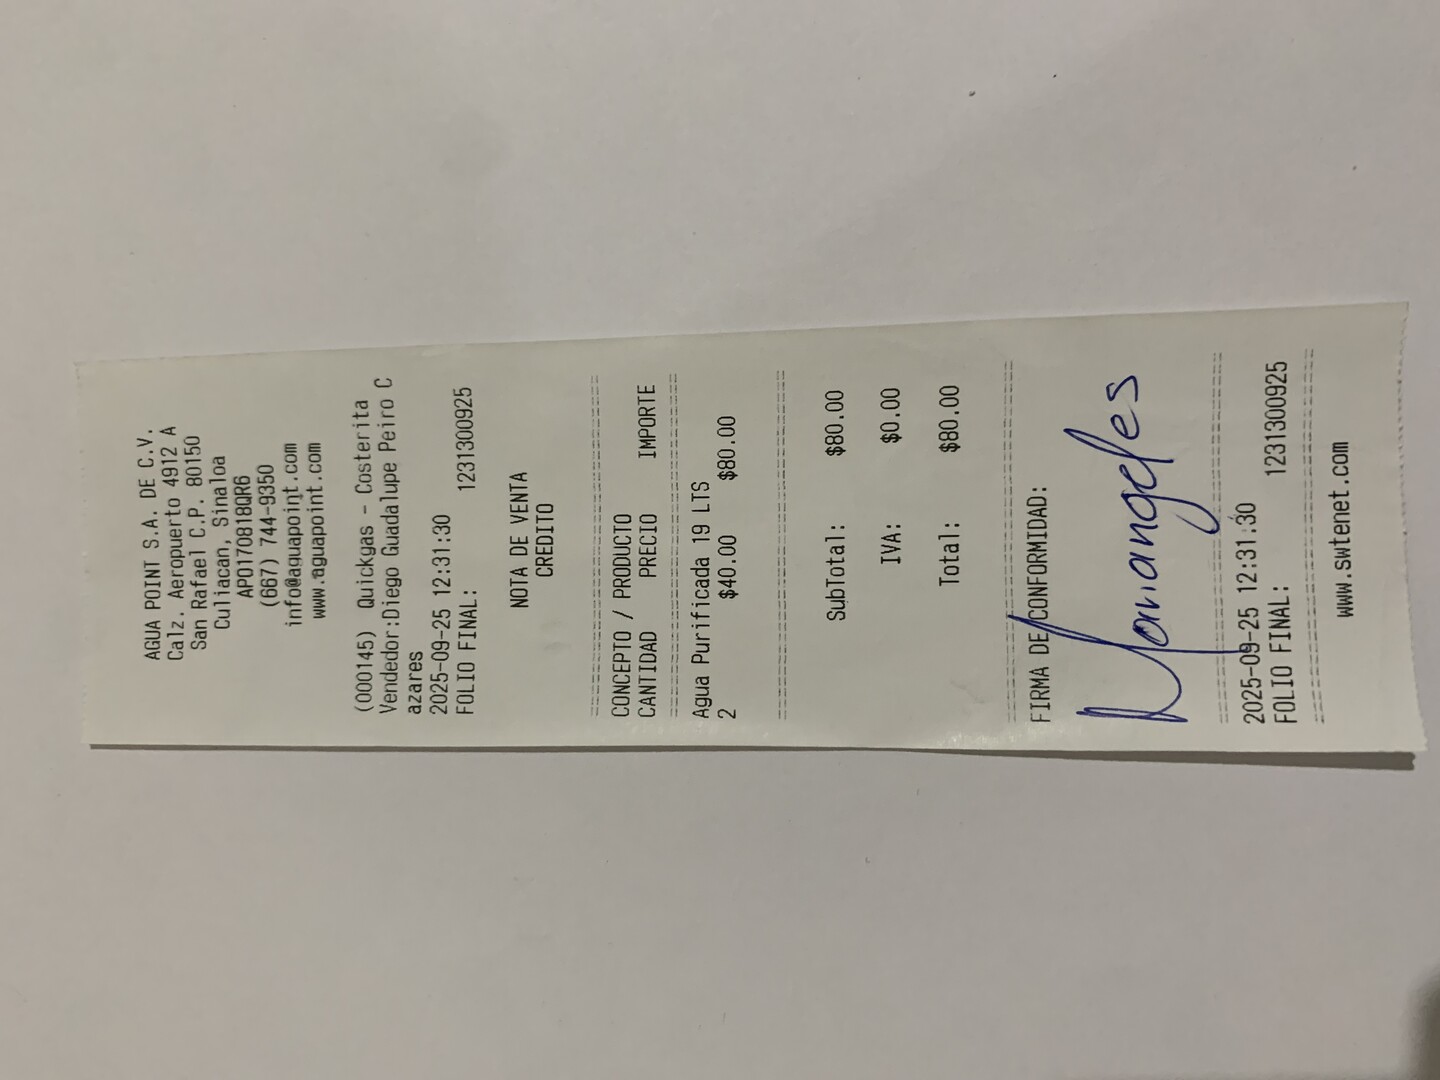 AGUA POINT S.A. DE C.V.
Calz. Aeropuerto 4912 A
San Rafael C.P. 80150
Culiacan, Sinaloa
APO170818QR6
(667) 744-9350
info@aguapoint.com
www.aguapoint.com
(000145) Quickgas - Costerita
Vendedor:Diego Guadalupe Peiro C
azares
2025-09-25 12:31:30
FOLIO FINAL: 1231300925
NOTA DE VENTA
CREDITO
CONCEPTO / PRODUCTO
CANTIDAD PRECIO IMPORTE
Agua Purificada 19 LTS
2 $40.00 $80.00
SubTotal: $80.00
IVA: $0.00
Total: $80.00
FIRMA DE CONFORMIDAD:
2025-09-25 12:31:30
FOLIO FINAL: 1231300925
www.swtenet.com